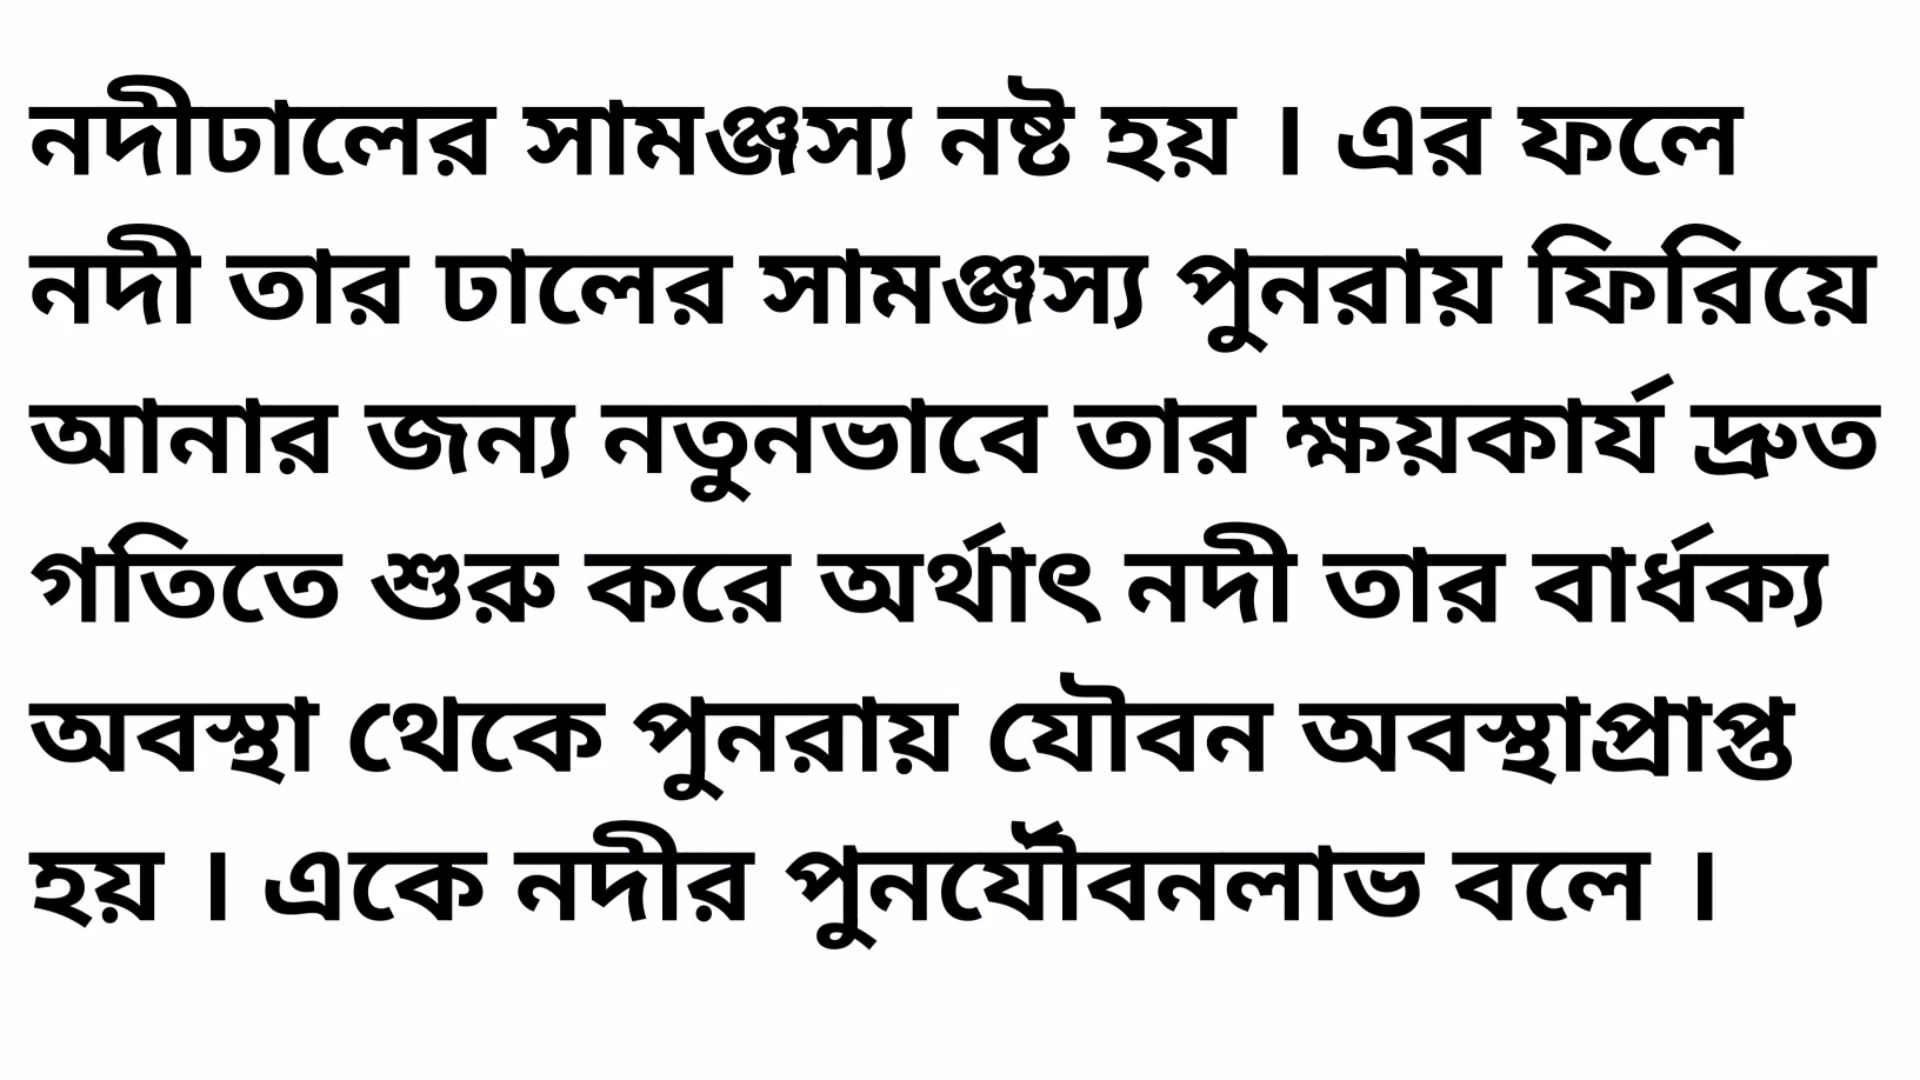 নদীঢালের সামঞ্জস্য নষ্ট হয় । এর ফলে
নদী তার ঢালের সামঞ্জস্য পুনরায় ফিরিয়ে
আনার জন্য নতুনভাবে তার ক্ষয়কার্য দ্রুত
গতিতে শুরু করে অর্থাৎ নদী তার বার্ধক্য
অবস্থা থেকে পুনরায় যৌবন অবস্থাপ্রাপ্ত
হয় । একে নদীর পুনর্যৌবনলাভ বলে ।